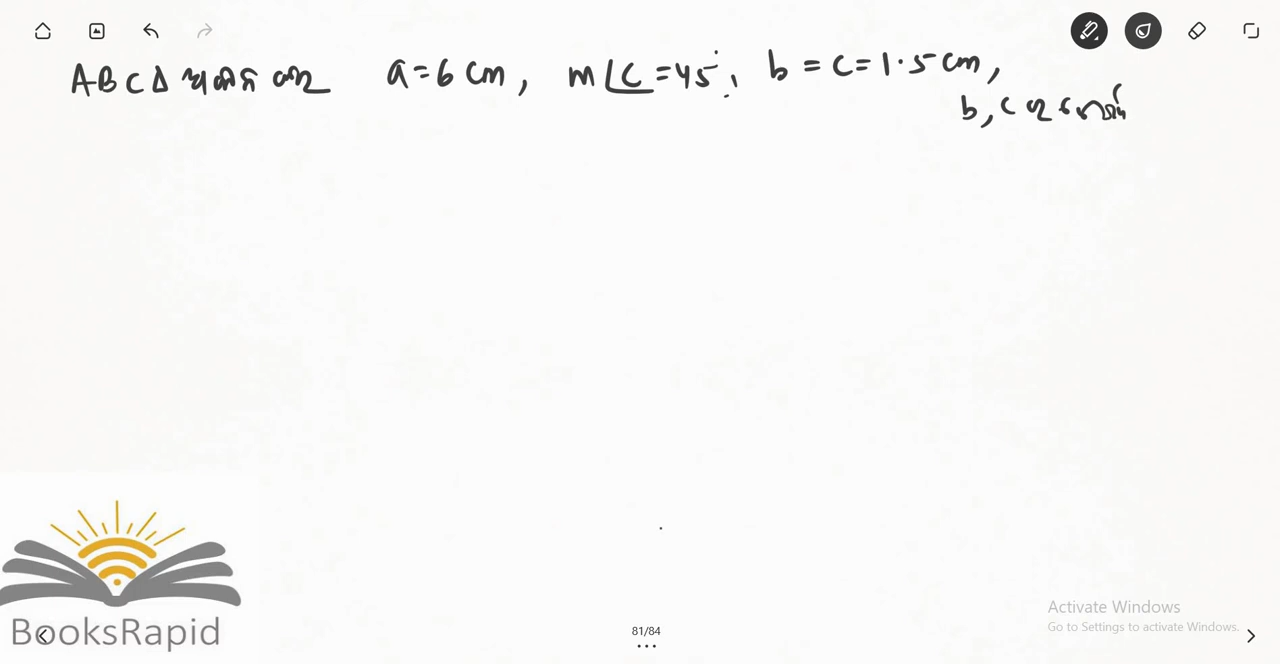 ABC Δ a = 6 cm, m∠C = 45°, b = c = 1.5 cm,
b, c
BooksRapid
81/84
Activate Windows
Go to Settings to activate Windows.